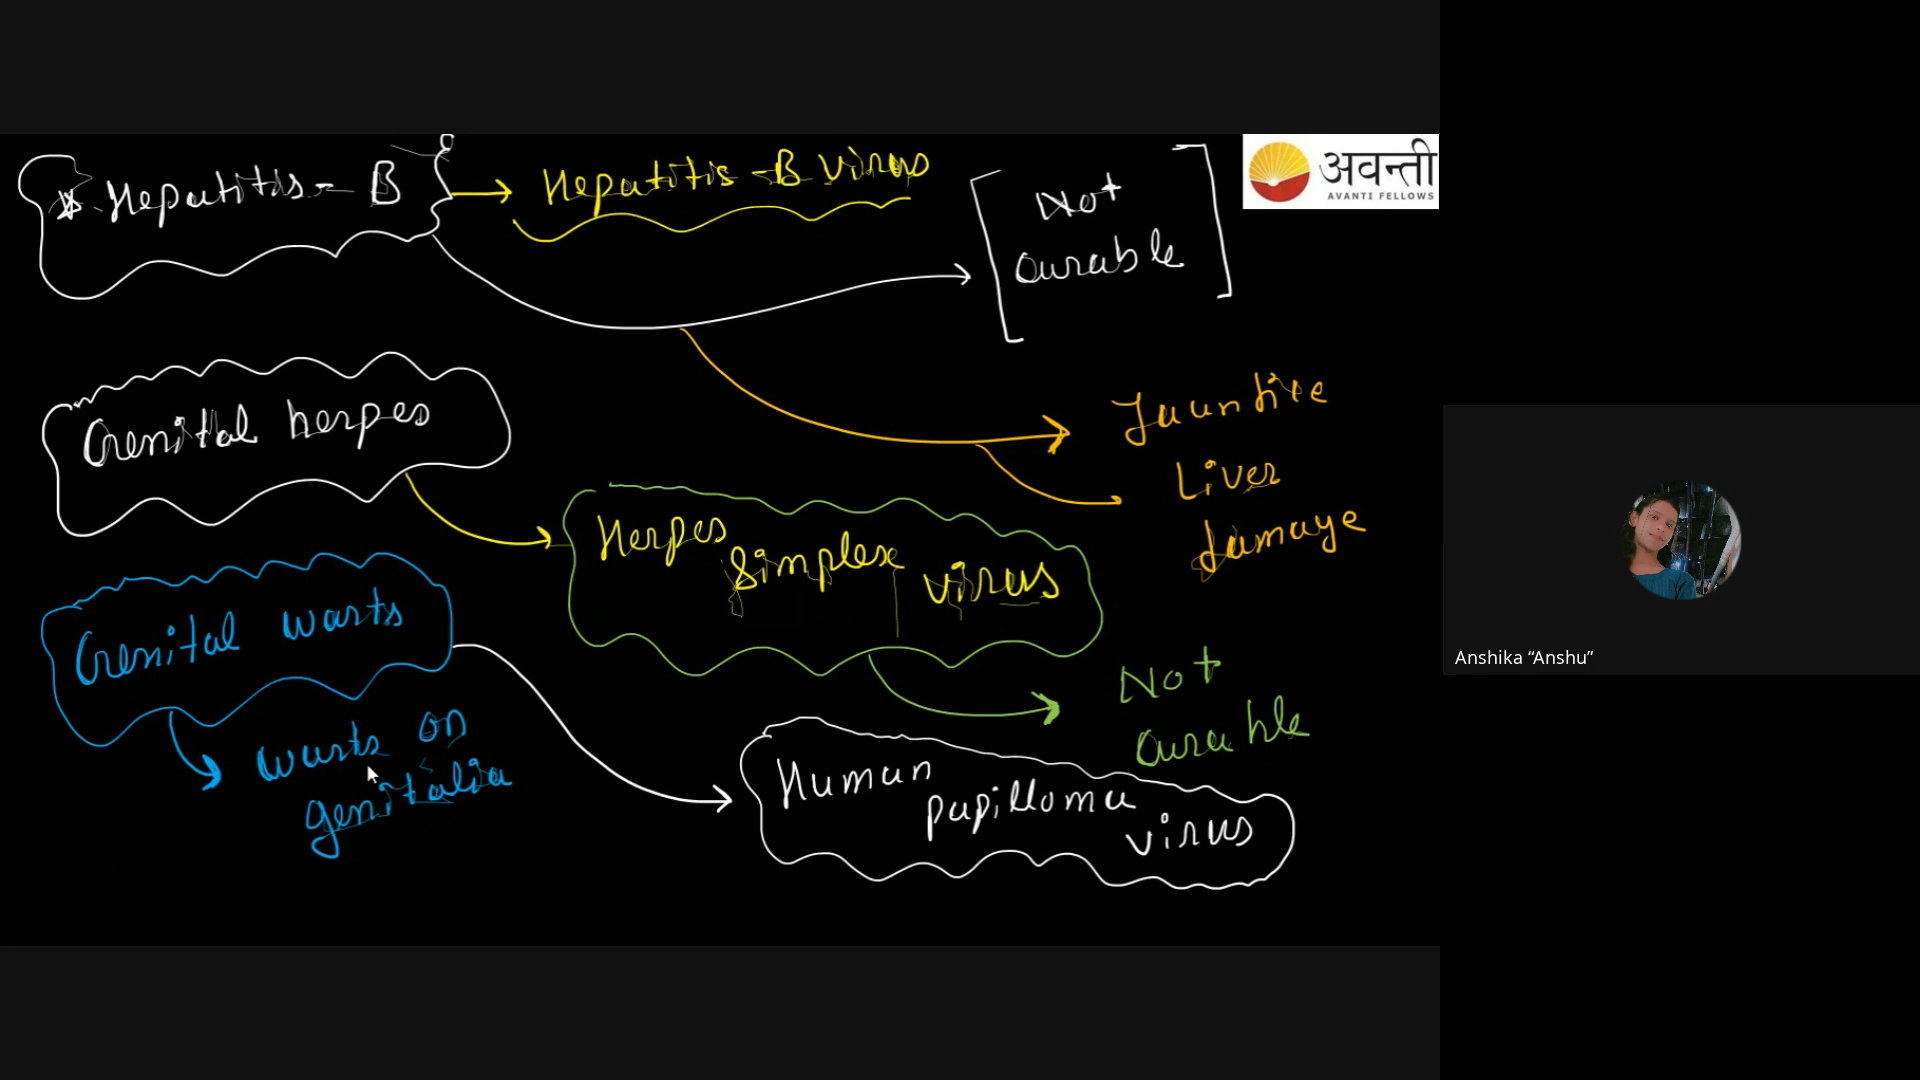 * Hepatitis - B → Hepatitis - B virus
Not
curable
अवन्ती
AVANTI FELLOWS
Genital herpes
Jaundice
Liver
damage
Herpes
simplex
virus
Genital warts
Not
curable
warts on
genitalia
Human
papilloma
virus
Anshika “Anshu”